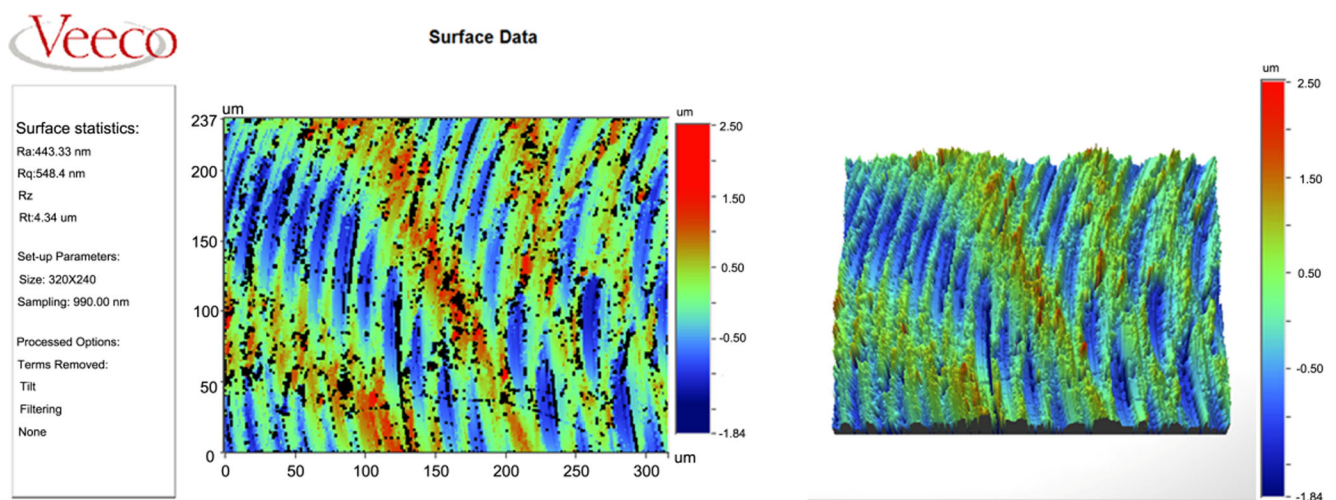 Veeco
Surface Data
Surface statistics:
Ra:443.33 nm
Rq:548.4 nm
Rz
Rt:4.34 um
Set-up Parameters:
Size: 320X240
Sampling: 990.00 nm
Processed Options:
Terms Removed:
Tilt
Filtering
None
um
237
200
150
100
50
0
0 50 100 150 200 250 300
um
um
2.50
1.50
0.50
-0.50
-1.84
um
2.50
1.50
0.50
-0.50
-1.84